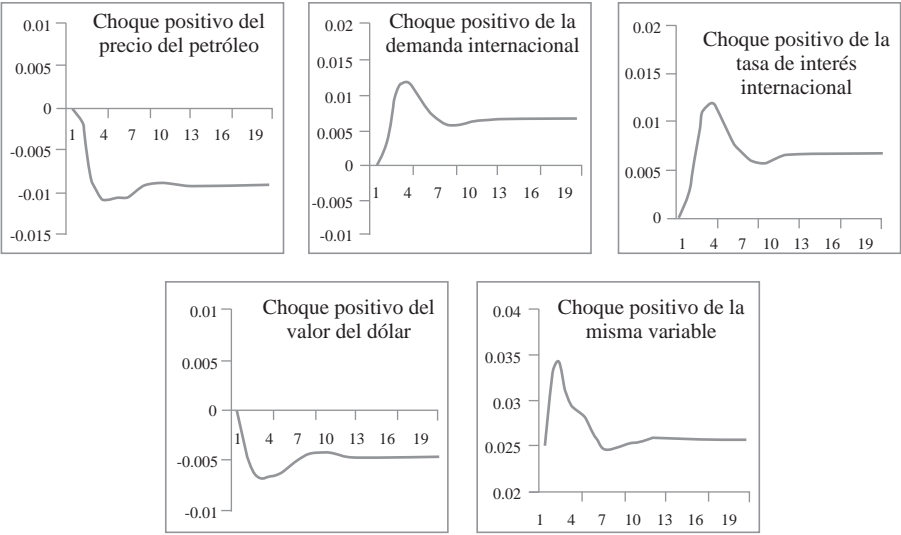 Choque positivo del
precio del petróleo
0.01
0.005
0
-0.005
-0.01
-0.015
1 4 7 10 13 16 19
Choque positivo de la
demanda internacional
0.02
0.015
0.01
0.005
0
-0.005
-0.01
1 4 7 10 13 16 19
Choque positivo de la
tasa de interés
internacional
0.02
0.015
0.01
0.005
0
1 4 7 10 13 16 19
Choque positivo del
valor del dólar
0.01
0.005
0
-0.005
-0.01
1 4 7 10 13 16 19
Choque positivo de la
misma variable
0.04
0.035
0.03
0.025
0.02
1 4 7 10 13 16 19